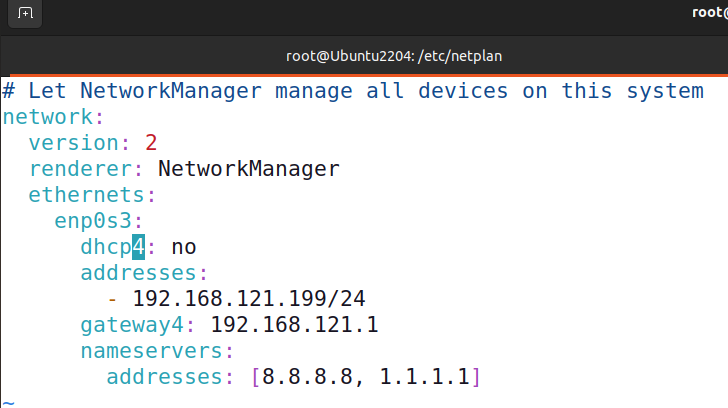 root@
root@Ubuntu2204: /etc/netplan
# Let NetworkManager manage all devices on this system
network:
  version: 2
  renderer: NetworkManager
  ethernets:
    enp0s3:
      dhcp4: no
      addresses:
        - 192.168.121.199/24
      gateway4: 192.168.121.1
      nameservers:
        addresses: [8.8.8.8, 1.1.1.1]
~